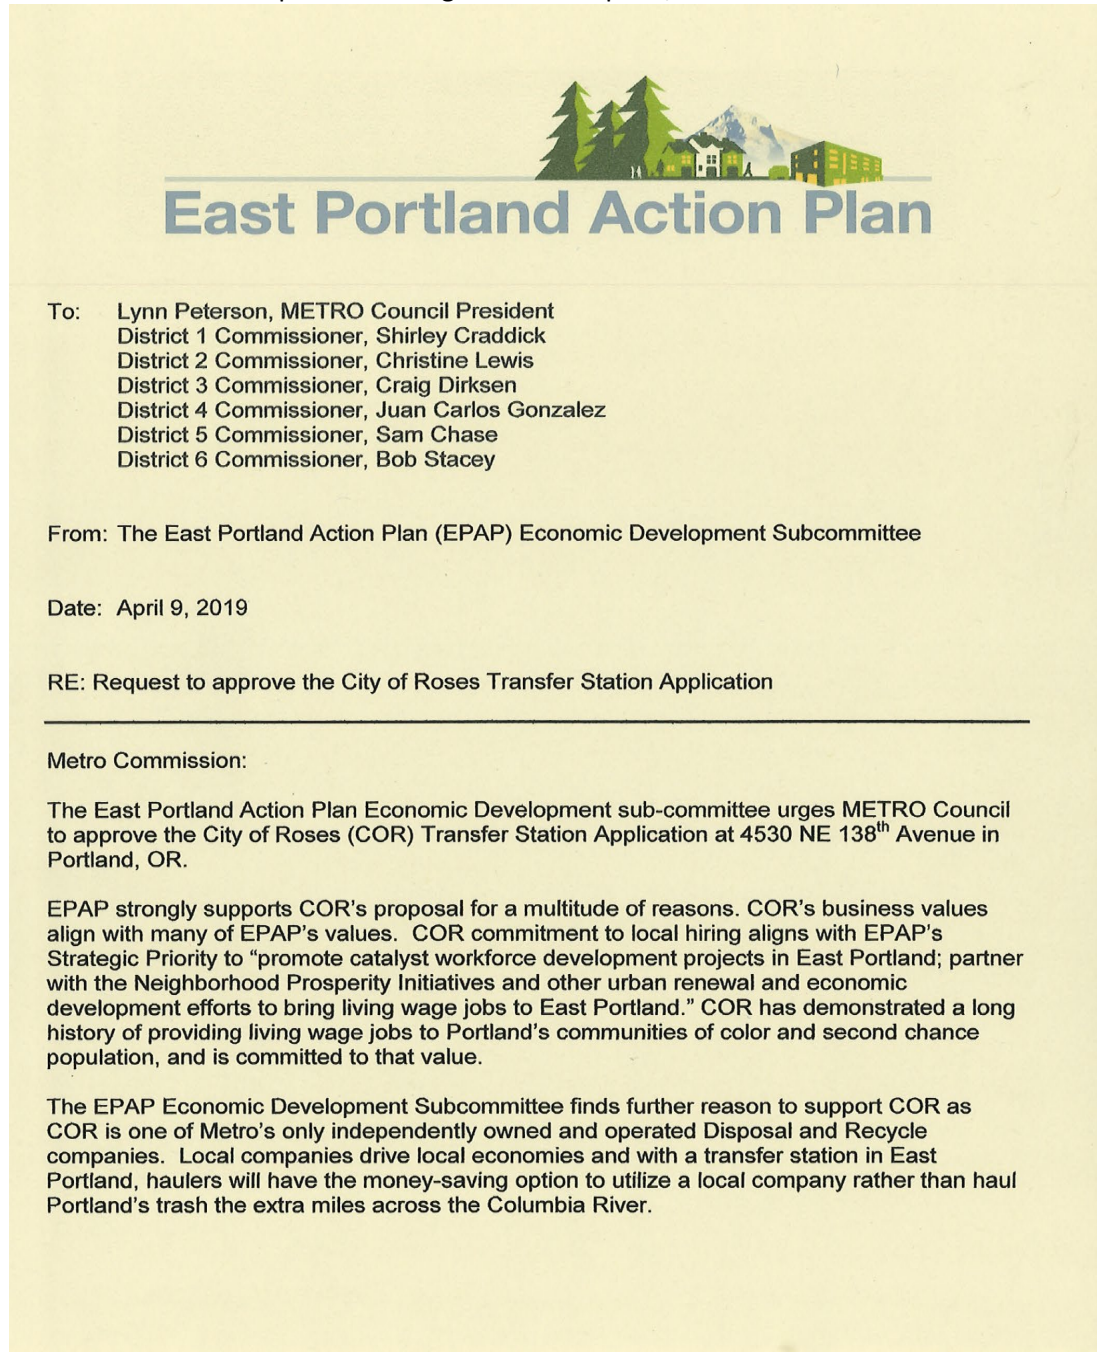 East Portland Action Plan
To: Lynn Peterson, METRO Council President
District 1 Commissioner, Shirley Craddick
District 2 Commissioner, Christine Lewis
District 3 Commissioner, Craig Dirksen
District 4 Commissioner, Juan Carlos Gonzalez
District 5 Commissioner, Sam Chase
District 6 Commissioner, Bob Stacey
From: The East Portland Action Plan (EPAP) Economic Development Subcommittee
Date: April 9, 2019
RE: Request to approve the City of Roses Transfer Station Application
Metro Commission:
The East Portland Action Plan Economic Development sub-committee urges METRO Council
to approve the City of Roses (COR) Transfer Station Application at 4530 NE 138th Avenue in
Portland, OR.
EPAP strongly supports COR's proposal for a multitude of reasons. COR's business values
align with many of EPAP's values.  COR commitment to local hiring aligns with EPAP's
Strategic Priority to “promote catalyst workforce development projects in East Portland; partner
with the Neighborhood Prosperity Initiatives and other urban renewal and economic
development efforts to bring living wage jobs to East Portland.” COR has demonstrated a long
history of providing living wage jobs to Portland's communities of color and second chance
population, and is committed to that value.
The EPAP Economic Development Subcommittee finds further reason to support COR as
COR is one of Metro's only independently owned and operated Disposal and Recycle
companies.  Local companies drive local economies and with a transfer station in East
Portland, haulers will have the money-saving option to utilize a local company rather than haul
Portland's trash the extra miles across the Columbia River.